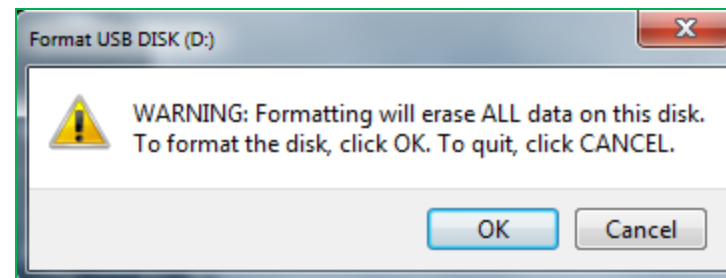 Format USB DISK (D:)
WARNING: Formatting will erase ALL data on this disk.
To format the disk, click OK. To quit, click CANCEL.
OK Cancel